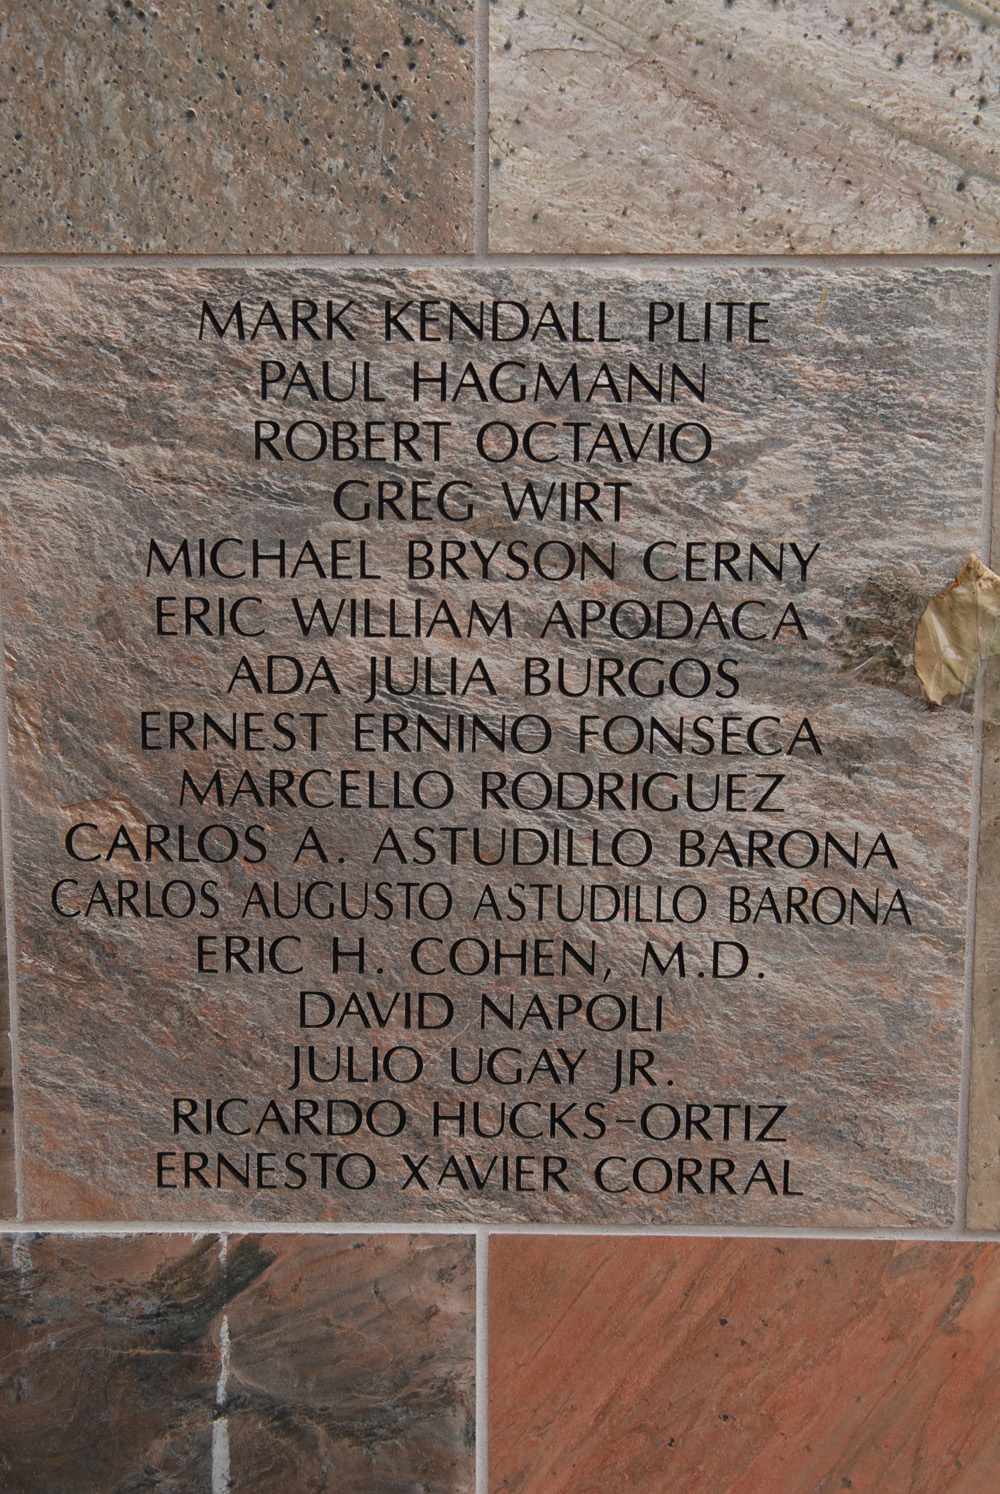 MARK KENDALL PLITE
PAUL HAGMANN
ROBERT OCTAVIO
GREG WIRT
MICHAEL BRYSON CERNY
ERIC WILLIAM APODACA
ADA JULIA BURGOS
ERNEST ERNINO FONSECA
MARCELLO RODRIGUEZ
CARLOS A. ASTUDILLO BARONA
CARLOS AUGUSTO ASTUDILLO BARONA
ERIC H. COHEN, M.D.
DAVID NAPOLI
JULIO UGAY JR.
RICARDO HUCKS-ORTIZ
ERNESTO XAVIER CORRAL